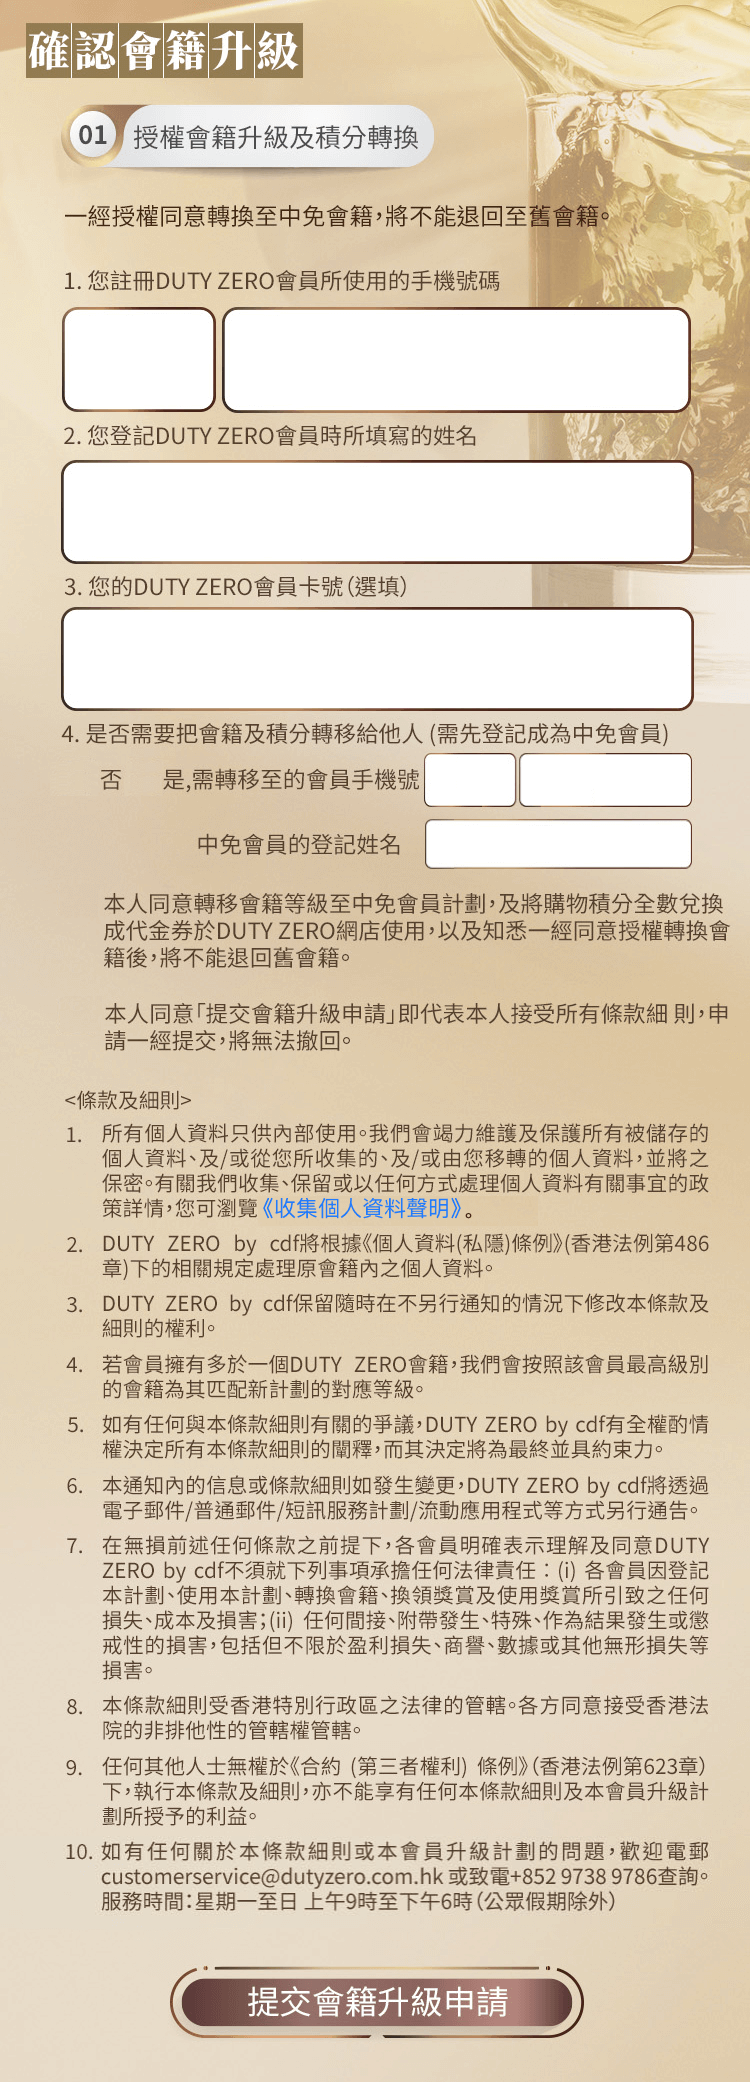 確認會籍升級
01 授權會籍升級及積分轉換
一經授權同意轉換至中免會籍，將不能退回至舊會籍。
1. 您註冊DUTY ZERO會員所使用的手機號碼
2. 您登記DUTY ZERO會員時所填寫的姓名
3. 您的DUTY ZERO會員卡號（選填）
4. 是否需要把會籍及積分轉移給他人 (需先登記成為中免會員)
否 是,需轉移至的會員手機號
中免會員的登記姓名
本人同意轉移會籍等級至中免會員計劃，及將購物積分全數兌換
成代金券於DUTY ZERO網店使用，以及知悉一經同意授權轉換會
籍後，將不能退回舊會籍。
本人同意「提交會籍升級申請」即代表本人接受所有條款細 則，申
請一經提交，將無法撤回。
<條款及細則>
1. 所有個人資料只供內部使用。我們會竭力維護及保護所有被儲存的
個人資料、及/或從您所收集的、及/或由您移轉的個人資料，並將之
保密。有關我們收集、保留或以任何方式處理個人資料有關事宜的政
策詳情，您可瀏覽《收集個人資料聲明》。
2. DUTY ZERO by cdf將根據《個人資料(私隱)條例》(香港法例第486
章)下的相關規定處理原會籍內之個人資料。
3. DUTY ZERO by cdf保留隨時在不另行通知的情況下修改本條款及
細則的權利。
4. 若會員擁有多於一個DUTY ZERO會籍，我們會按照該會員最高級別
的會籍為其匹配新計劃的對應等級。
5. 如有任何與本條款細則有關的爭議，DUTY ZERO by cdf有全權酌情
權決定所有本條款細則的闡釋，而其決定將為最終並具約束力。
6. 本通知內的信息或條款細則如發生變更，DUTY ZERO by cdf將透過
電子郵件/普通郵件/短訊服務計劃/流動應用程式等方式另行通告。
7. 在無損前述任何條款之前提下，各會員明確表示理解及同意DUTY
ZERO by cdf不須就下列事項承擔任何法律責任：(i) 各會員因登記
本計劃、使用本計劃、轉換會籍、換領獎賞及使用獎賞所引致之任何
損失、成本及損害；(ii) 任何間接、附帶發生、特殊、作為結果發生或懲
戒性的損害，包括但不限於盈利損失、商譽、數據或其他無形損失等
損害。
8. 本條款細則受香港特別行政區之法律的管轄。各方同意接受香港法
院的非排他性的管轄權管轄。
9. 任何其他人士無權於《合約 (第三者權利) 條例》（香港法例第623章）
下，執行本條款及細則，亦不能享有任何本條款細則及本會員升級計
劃所授予的利益。
10. 如有任何關於本條款細則或本會員升級計劃的問題，歡迎電郵
customerservice@dutyzero.com.hk 或致電+852 9738 9786查詢。
服務時間：星期一至日 上午9時至下午6時（公眾假期除外）
提交會籍升級申請